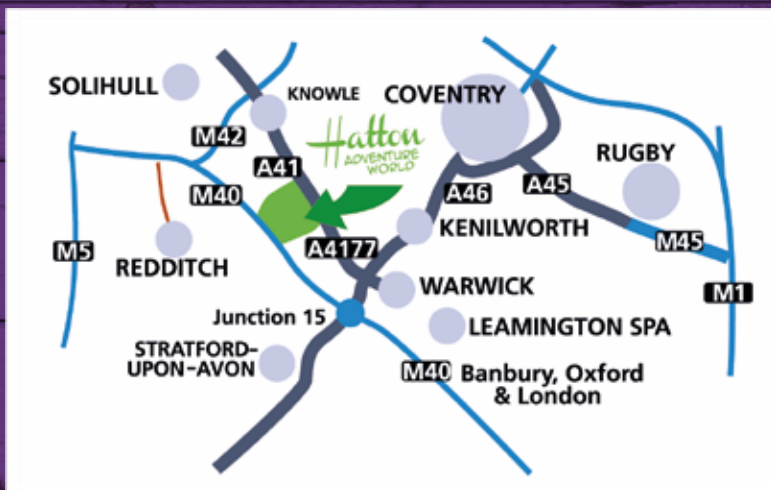 SOLIHULL
KNOWLE
COVENTRY
Hatton
ADVENTURE
WORLD
M42
A41
RUGBY
M40
A46
A45
M5
REDDITCH
A4177
KENILWORTH
M45
WARWICK
M1
Junction 15
LEAMINGTON SPA
STRATFORD-
UPON-AVON
M40
Banbury, Oxford
& London